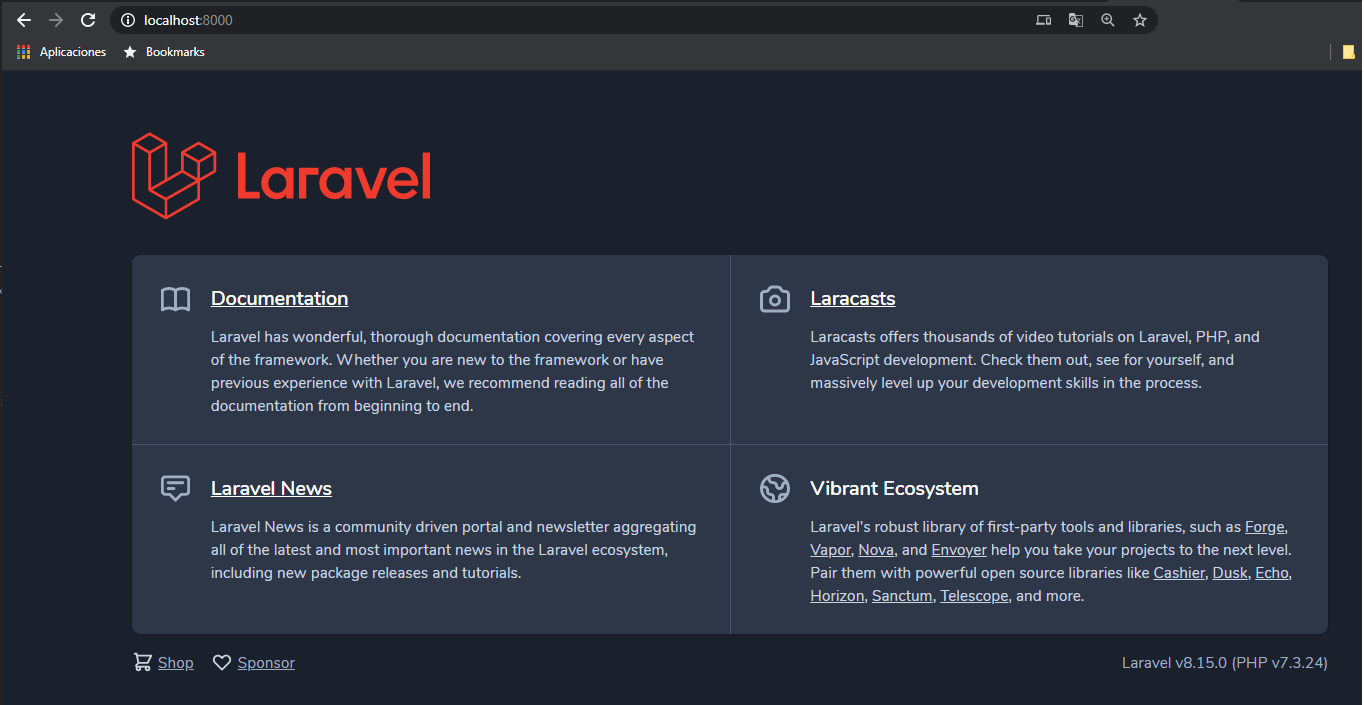 localhost:8000
Aplicaciones
Bookmarks
Laravel
Documentation
Laravel has wonderful, thorough documentation covering every aspect
of the framework. Whether you are new to the framework or have
previous experience with Laravel, we recommend reading all of the
documentation from beginning to end.
Laracasts
Laracasts offers thousands of video tutorials on Laravel, PHP, and
JavaScript development. Check them out, see for yourself, and
massively level up your development skills in the process.
Laravel News
Laravel News is a community driven portal and newsletter aggregating
all of the latest and most important news in the Laravel ecosystem,
including new package releases and tutorials.
Vibrant Ecosystem
Laravel's robust library of first-party tools and libraries, such as Forge,
Vapor, Nova, and Envoyer help you take your projects to the next level.
Pair them with powerful open source libraries like Cashier, Dusk, Echo,
Horizon, Sanctum, Telescope, and more.
Shop
Sponsor
Laravel v8.15.0 (PHP v7.3.24)